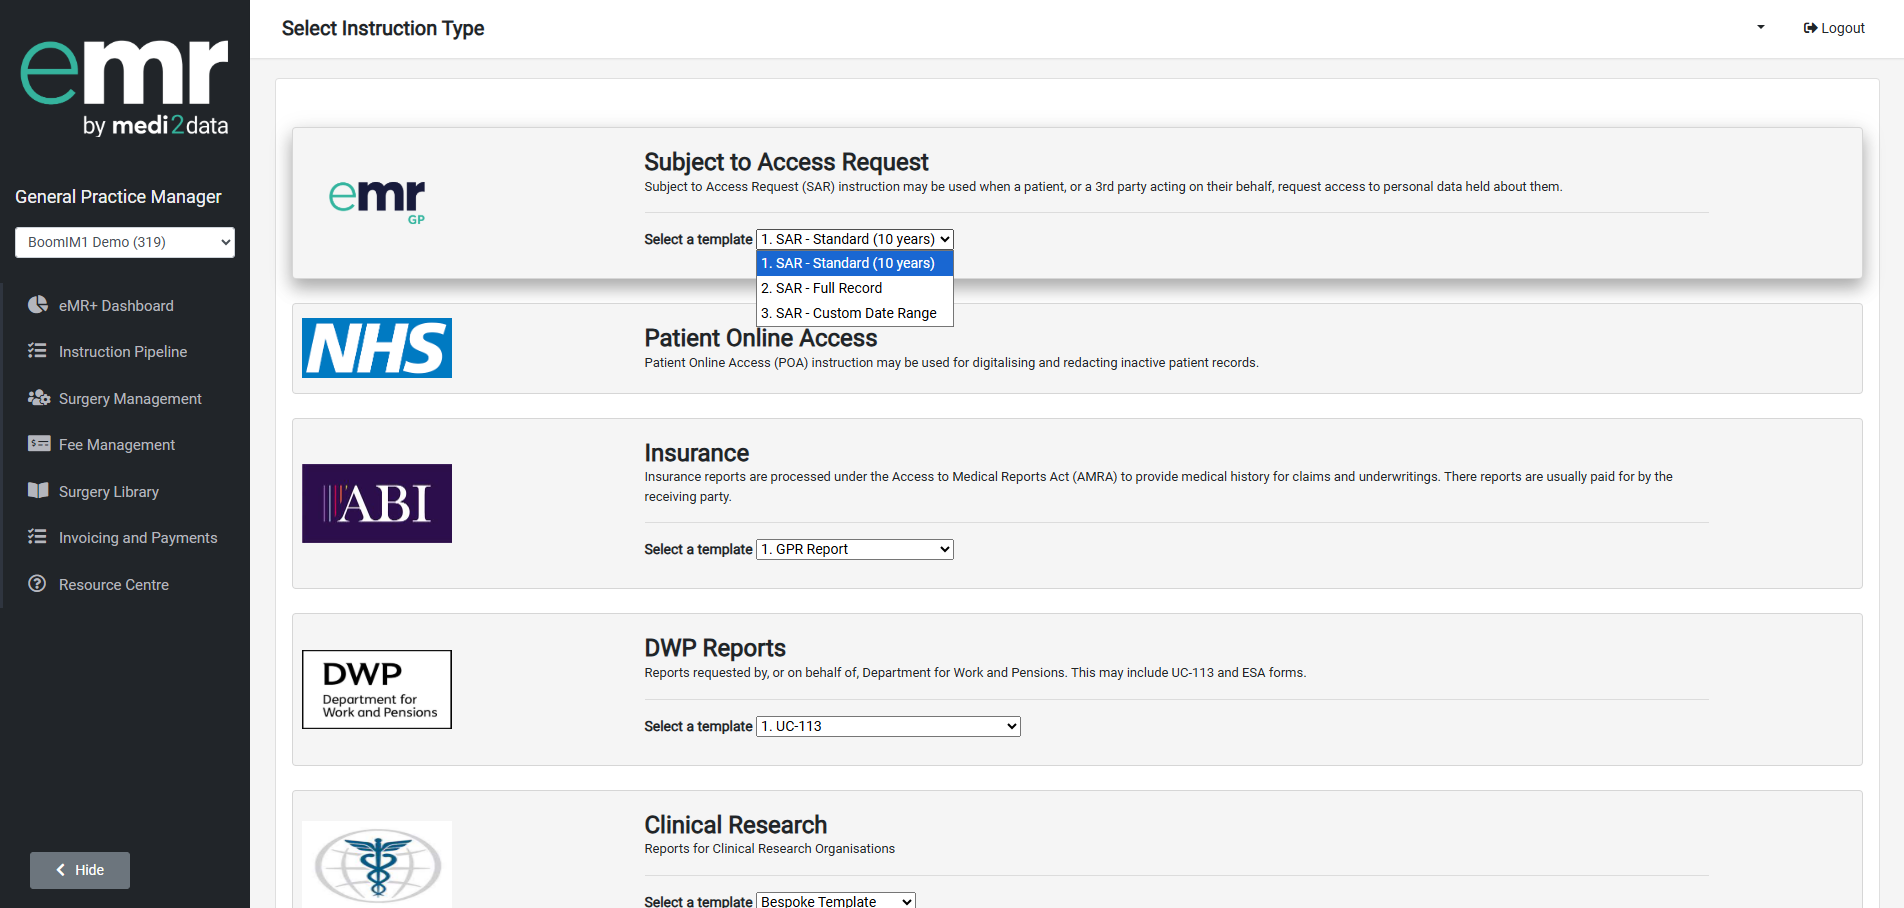 emr
by medi2data
General Practice Manager
BoomIM1 Demo (319)
eMR+ Dashboard
Instruction Pipeline
Surgery Management
Fee Management
Surgery Library
Invoicing and Payments
Resource Centre
Hide
Select Instruction Type
Logout
emr
GP
Subject to Access Request
Subject to Access Request (SAR) instruction may be used when a patient, or a 3rd party acting on their behalf, request access to personal data held about them.
Select a template 1. SAR - Standard (10 years)
1. SAR - Standard (10 years)
2. SAR - Full Record
3. SAR - Custom Date Range
NHS
Patient Online Access
Patient Online Access (POA) instruction may be used for digitalising and redacting inactive patient records.
ABI
Insurance
Insurance reports are processed under the Access to Medical Reports Act (AMRA) to provide medical history for claims and underwritings. There reports are usually paid for by the
receiving party.
Select a template 1. GPR Report
DWP
Department for
Work and Pensions
DWP Reports
Reports requested by, or on behalf of, Department for Work and Pensions. This may include UC-113 and ESA forms.
Select a template 1. UC-113
Clinical Research
Reports for Clinical Research Organisations
Select a template Bespoke Template